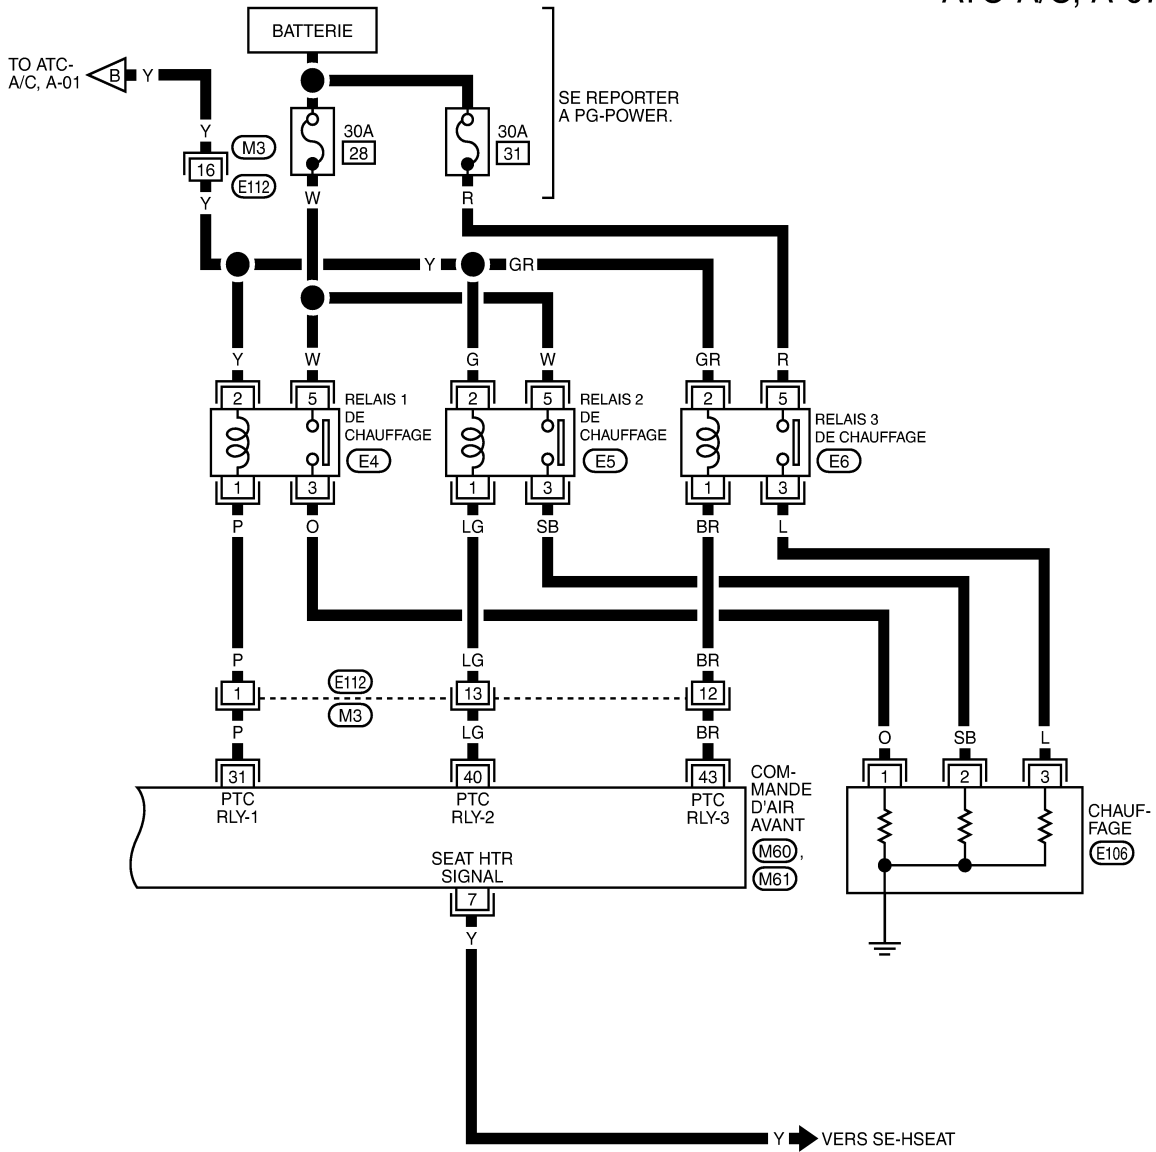 BATTERIE
TO ATC-
A/C, A-01
B
Y
SE REPORTER
A PG-POWER.
Y
M3
16
E112
Y
30A
28
30A
31
W
R
Y
GR
Y
W
G
W
GR
R
2
5
RELAIS 1
DE
CHAUFFAGE
E4
2
5
RELAIS 2
DE
CHAUFFAGE
E5
2
5
RELAIS 3
DE CHAUFFAGE
E6
1
3
1
3
1
3
P
O
LG
SB
BR
L
P
LG
BR
1
E112
M3
13
12
P
LG
BR
O
SB
L
31
40
43
1
2
3
PTC
RLY-1
PTC
RLY-2
PTC
RLY-3
COM-
MANDE
D'AIR
AVANT
M60,
M61
CHAUF-
FAGE
E106
SEAT HTR
SIGNAL
7
Y
Y
VERS SE-HSEAT